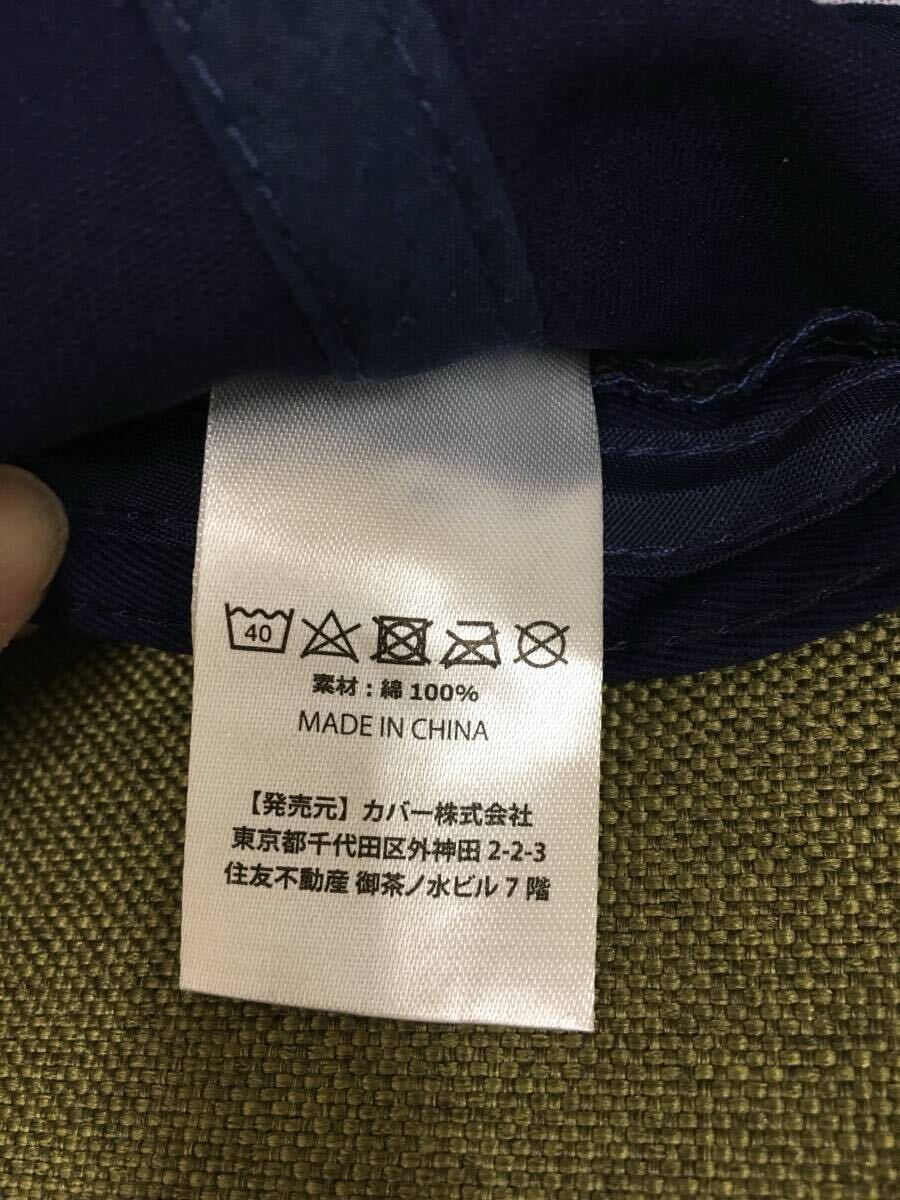 40
素材：綿 100%
MADE IN CHINA
【発売元】カバー株式会社
東京都千代田区外神田 2-2-3
住友不動産 御茶ノ水ビル 7 階